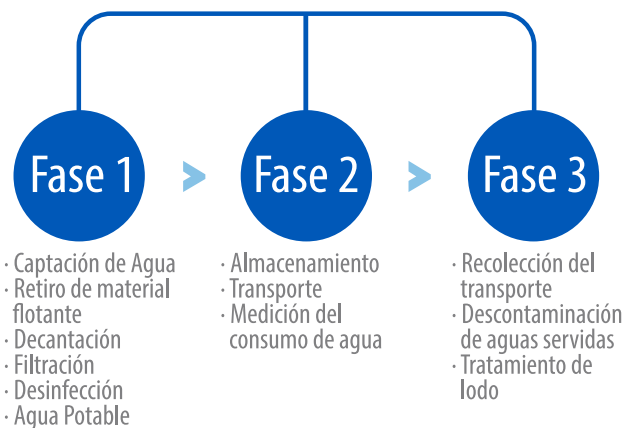 Fase 1
>
Fase 2
>
Fase 3
· Captación de Agua
· Retiro de material
flotante
· Decantación
· Filtración
· Desinfección
· Agua Potable
· Almacenamiento
· Transporte
· Medición del
consumo de agua
· Recolección del
transporte
· Descontaminación
de aguas servidas
· Tratamiento de
lodo